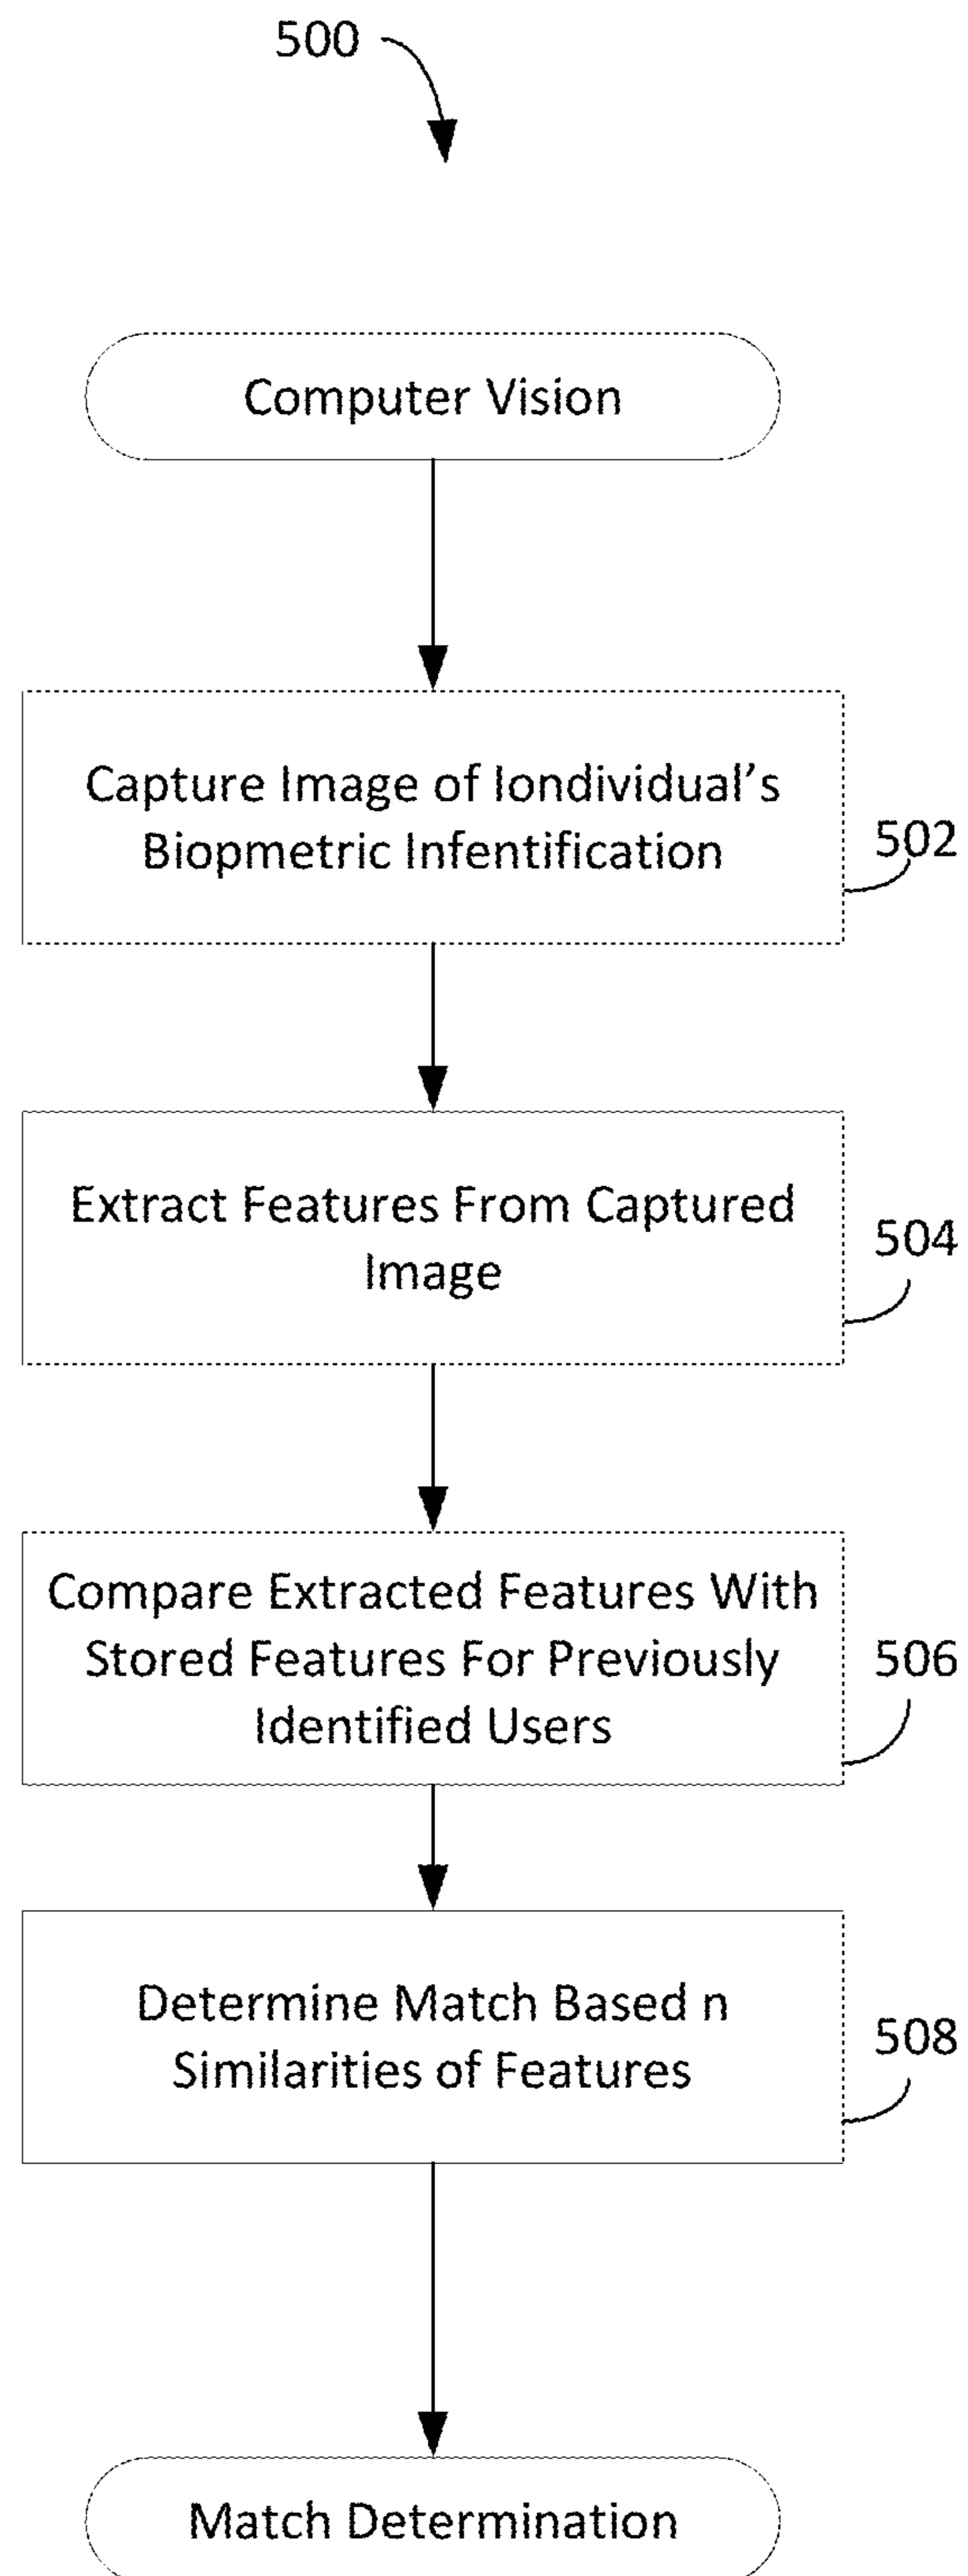 500
Computer Vision
Capture Image of Iondividual's
Biopmetric Infentification
502
Extract Features From Captured
Image
504
Compare Extracted Features With
Stored Features For Previously
Identified Users
506
Determine Match Based n
Similarities of Features
508
Match Determination